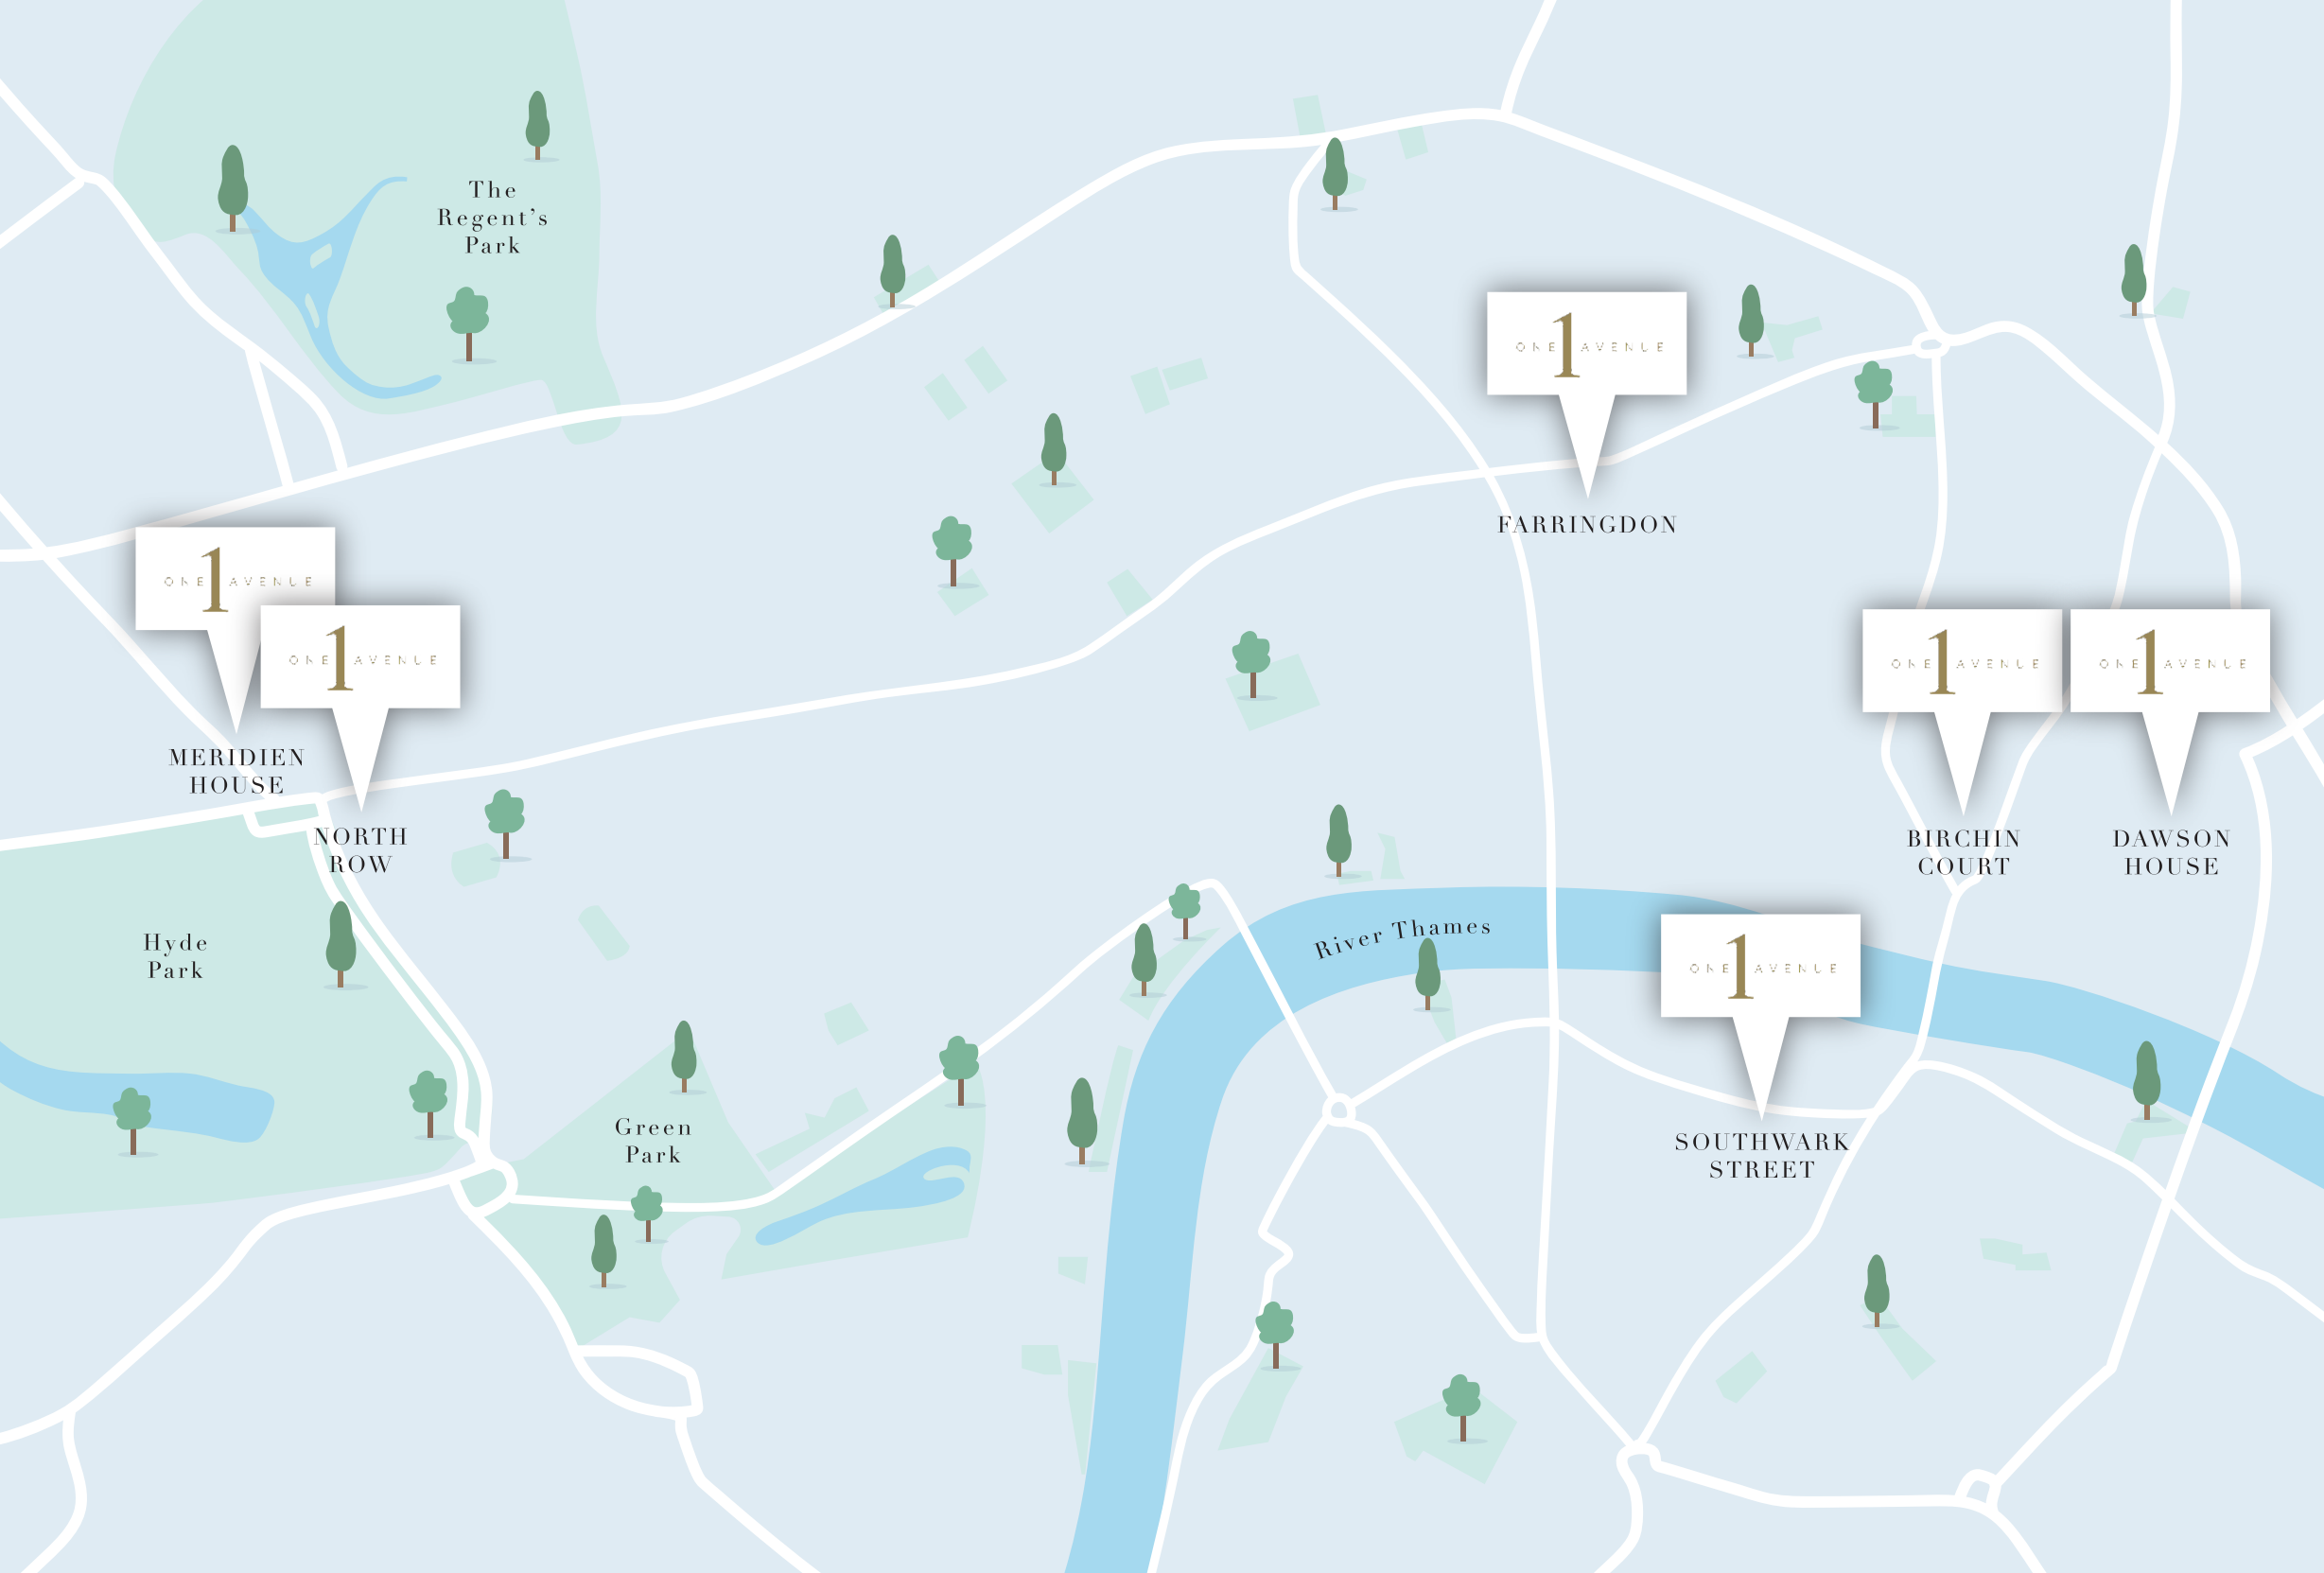 The
Regent's
Park
ONE 1 AVENUE
FARRINGDON
ONE 1 AVENUE
MERIDIEN
HOUSE
ONE 1 AVENUE
NORTH
ROW
ONE 1 AVENUE
BIRCHIN
COURT
ONE 1 AVENUE
DAWSON
HOUSE
Hyde
Park
River Thames
ONE 1 AVENUE
SOUTHWARK
STREET
Green
Park